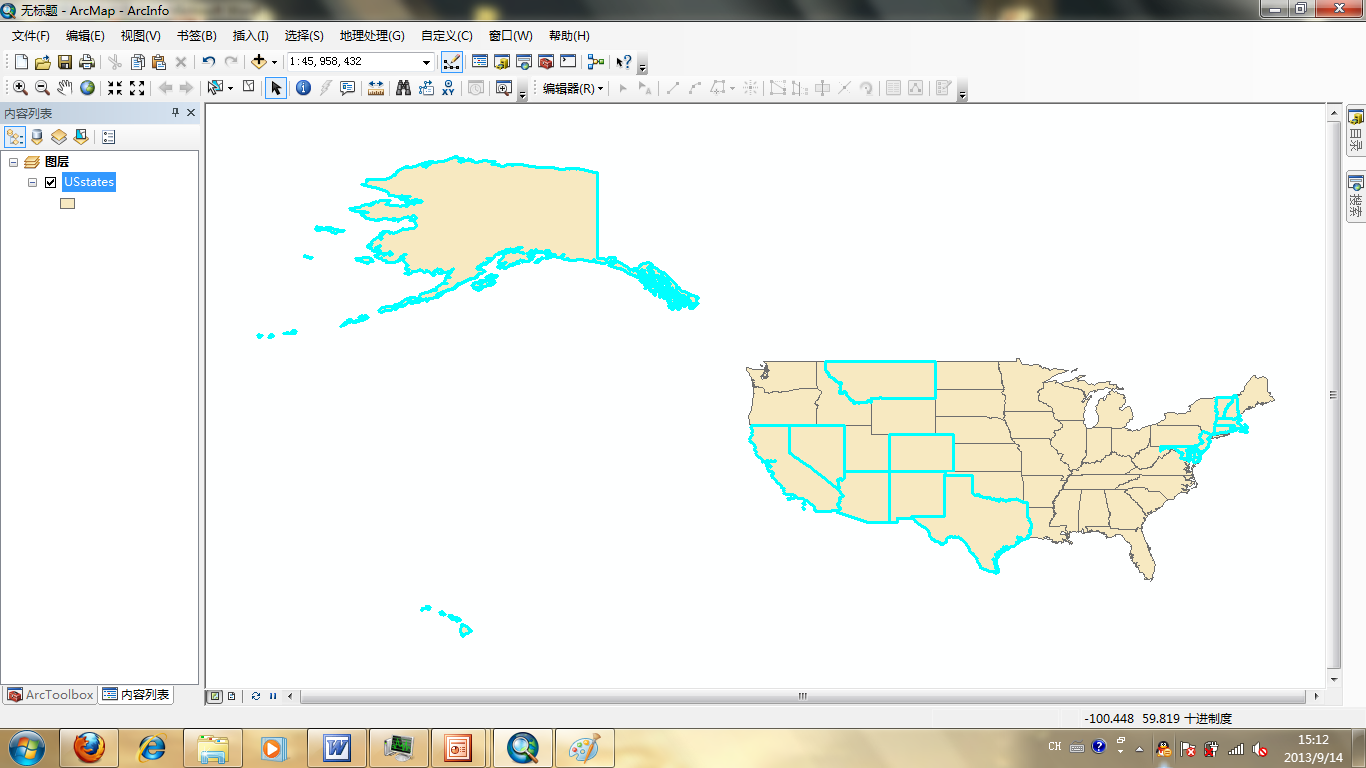 无标题 - ArcMap - ArcInfo
文件(F) 编辑(E) 视图(V) 书签(B) 插入(I) 选择(S) 地理处理(G) 自定义(C) 窗口(W) 帮助(H)
1:45,958,432
编辑器(R)
内容列表
图层
USstates
目录
搜索
ArcToolbox 内容列表
-100.448 59.819 十进制度
CH
15:12
2013/9/14